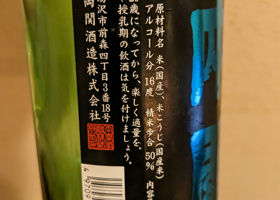 原材料名 米(国産)、米こうじ(国産米)
アルコール分 16度 精米歩合 50% 内容
歳になってから。楽しく適量を。
授乳期の飲酒は気を付けましょう。
湯沢市前森四丁目3番18号
両関酒造株式会社
4970